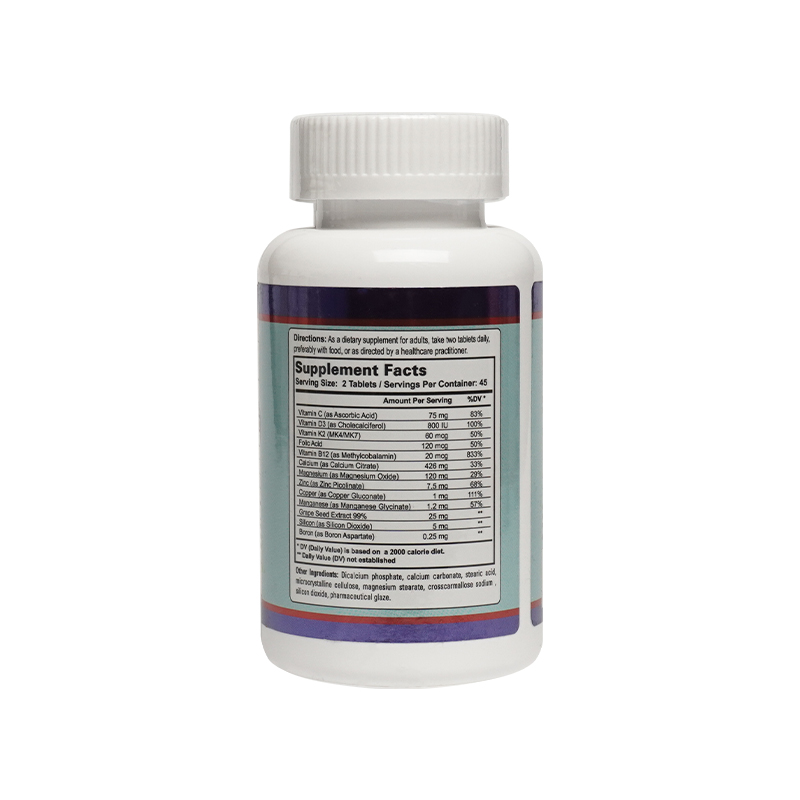 Directions: As a dietary supplement for adults, take two tablets daily,
preferably with food, or as directed by a healthcare practitioner.
Supplement Facts
Serving Size: 2 Tablets / Servings Per Container: 45
Amount Per Serving %DV *
Vitamin C (as Ascorbic Acid) 75 mg 83%
Vitamin D3 (as Cholecalciferol) 800 IU 100%
Vitamin K2 (MK4/MK7) 60 mcg 50%
Folic Acid 120 mcg 50%
Vitamin B12 (as Methylcobalamin) 20 mcg 833%
Calcium (as Calcium Citrate) 426 mg 33%
Magnesium (as Magnesium Oxide) 120 mg 29%
Zinc (as Zinc Picolinate) 7.5 mg 68%
Copper (as Copper Gluconate) 1 mg 111%
Manganese (as Manganese Glycinate) 1.2 mg 57%
Grape Seed Extract 99% 25 mg **
Silicon (as Silicon Dioxide) 5 mg **
Boron (as Boron Aspartate) 0.25 mg **
* DV (Daily Value) is based on a 2000 calorie diet.
** Daily Value (DV) not established
Other Ingredients: Dicalcium phosphate, calcium carbonate, stearic acid,
microcrystalline cellulose, magnesium stearate, crosscarmallose sodium ,
silicon dioxide, pharmaceutical glaze.